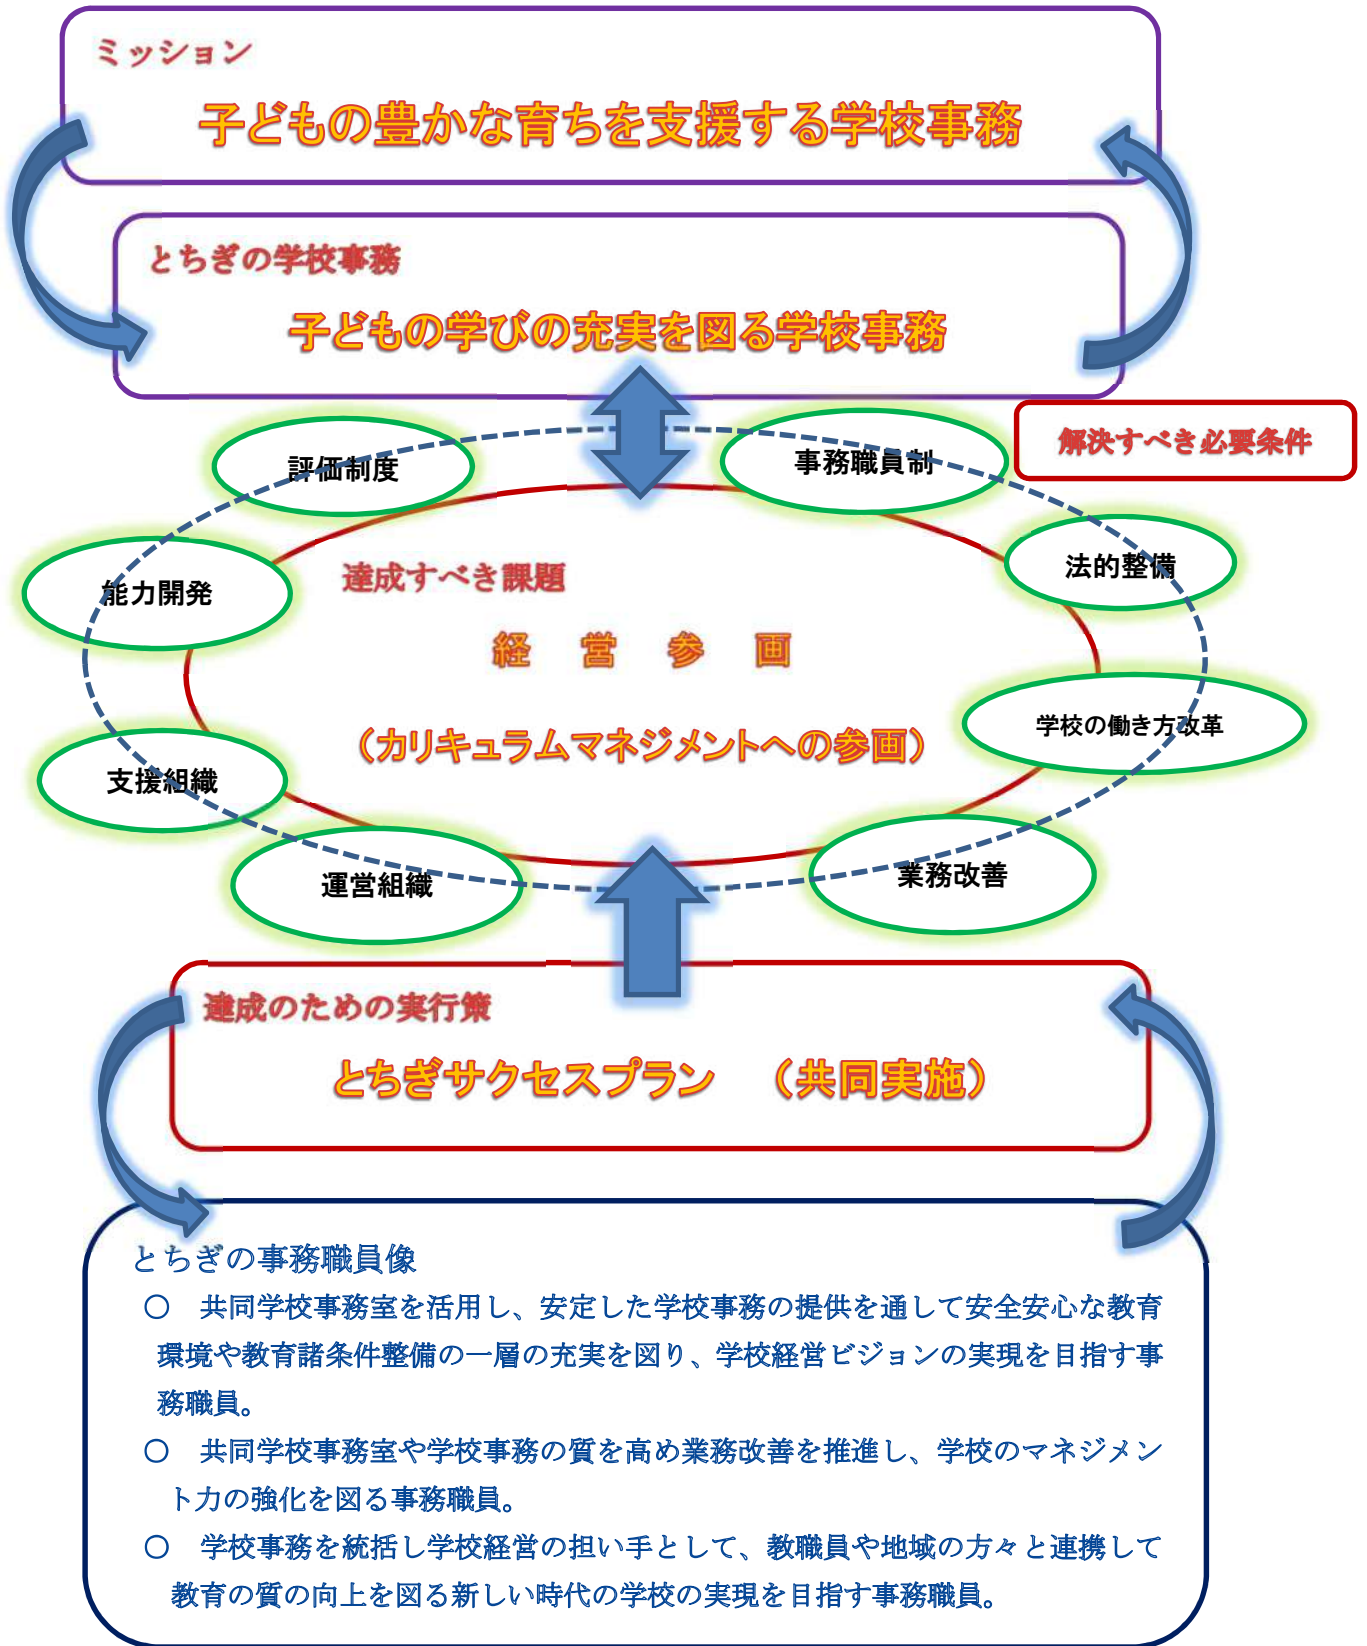 ミッション
子どもの豊かな育ちを支援する学校事務
とちぎの学校事務
子どもの学びの充実を図る学校事務
解決すべき必要条件
評価制度
事務職員制
法的整備
能力開発
達成すべき課題
経　営　参　画
学校の働き方改革
（カリキュラムマネジメントへの参画）
支援組織
運営組織
業務改善
達成のための実行策
とちぎサクセスプラン　（共同実施）
とちぎの事務職員像
○　共同学校事務室を活用し、安定した学校事務の提供を通して安全安心な教育
環境や教育諸条件整備の一層の充実を図り、学校経営ビジョンの実現を目指す事
務職員。
○　共同学校事務室や学校事務の質を高め業務改善を推進し、学校のマネジメン
ト力の強化を図る事務職員。
○　学校事務を統括し学校経営の担い手として、教職員や地域の方々と連携して
教育の質の向上を図る新しい時代の学校の実現を目指す事務職員。